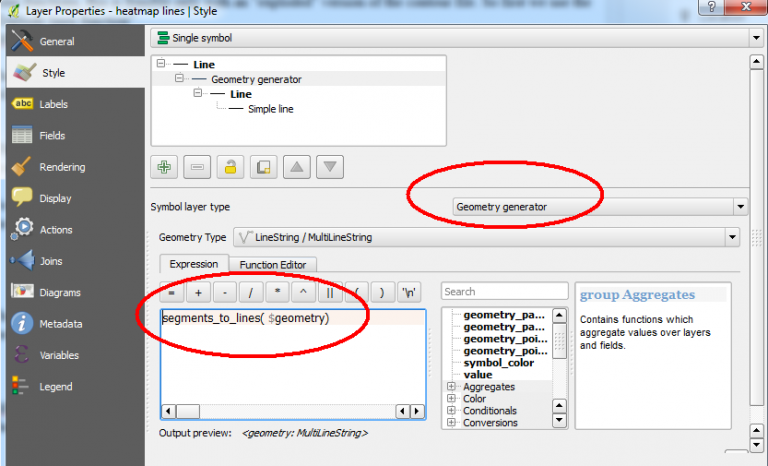 Layer Properties - heatmap lines | Style
General
Style
Labels
Fields
Rendering
Display
Actions
Joins
Diagrams
Metadata
Variables
Legend
abc
Single symbol
Line
Geometry generator
Line
Simple line
Symbol layer type
Geometry generator
Geometry Type
LineString / MultiLineString
Expression
Function Editor
= + - / * ^ || ( ) '\n'
segments_to_lines( $geometry)
Output preview: <geometry: MultiLineString>
Search
geometry_pa...
geometry_pa...
geometry_poi...
geometry_poi...
symbol_color
value
Aggregates
Color
Conditionals
Conversions
group Aggregates
Contains functions which
aggregate values over layers
and fields.